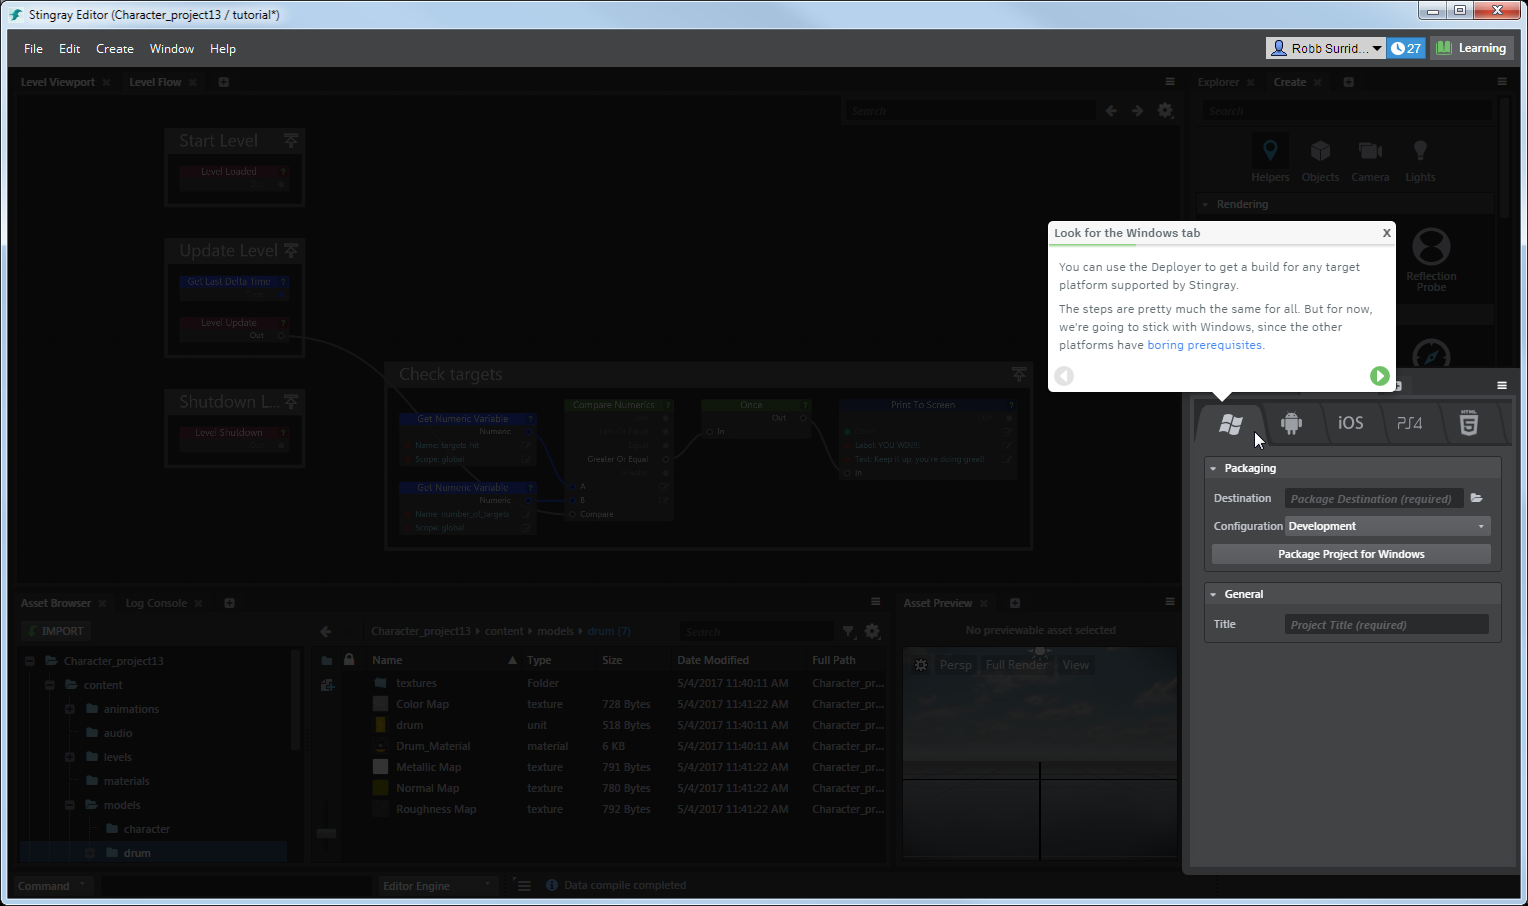 Stingray Editor (Character_project13 / tutorial*)
File Edit Create Window Help
Robb Surrid... 27 Learning
Level Viewport Level Flow
Explorer Create
Search
Search
Start Level
Level Loaded ?
Helpers Objects Camera Lights
Rendering
Update Level
Get Last Delta Time ?
Level Update ?
Out
Look for the Windows tab X
You can use the Deployer to get a build for any target
platform supported by Stingray.
The steps are pretty much the same for all. But for now,
we're going to stick with Windows, since the other
platforms have boring prerequisites.
Reflection
Probe
Shutdown L...
Level Shutdown ?
Check targets
Get Numeric Variable ?
Numeric
Name: targets_hit
Scope: global
Get Numeric Variable ?
Numeric
Name: number_of_targets
Scope: global
Compare Numerics ?
Greater Or Equal
A
B
Compare
Once ?
Out
In
Print To Screen ?
Label: YOU WIN!!!
Text: Keep it up, you're doing great!
In
iOS PS4 HTML
Packaging
Destination Package Destination (required)
Configuration Development
Package Project for Windows
General
Title Project Title (required)
Asset Browser Log Console
Asset Preview
IMPORT
Character_project13 content models drum (7)
Search
No previewable asset selected
Character_project13
content
animations
audio
levels
materials
models
character
drum
Name Type Size Date Modified Full Path
textures Folder 5/4/2017 11:40:11 AM Character_pr...
Color Map texture 728 Bytes 5/4/2017 11:41:22 AM Character_pr...
drum unit 518 Bytes 5/4/2017 11:40:11 AM Character_pr...
Drum_Material material 6 KB 5/4/2017 11:40:11 AM Character_pr...
Metallic Map texture 791 Bytes 5/4/2017 11:41:22 AM Character_pr...
Normal Map texture 780 Bytes 5/4/2017 11:41:22 AM Character_pr...
Roughness Map texture 792 Bytes 5/4/2017 11:41:22 AM Character_pr...
Persp Full Render View
Command
Editor Engine
Data compile completed